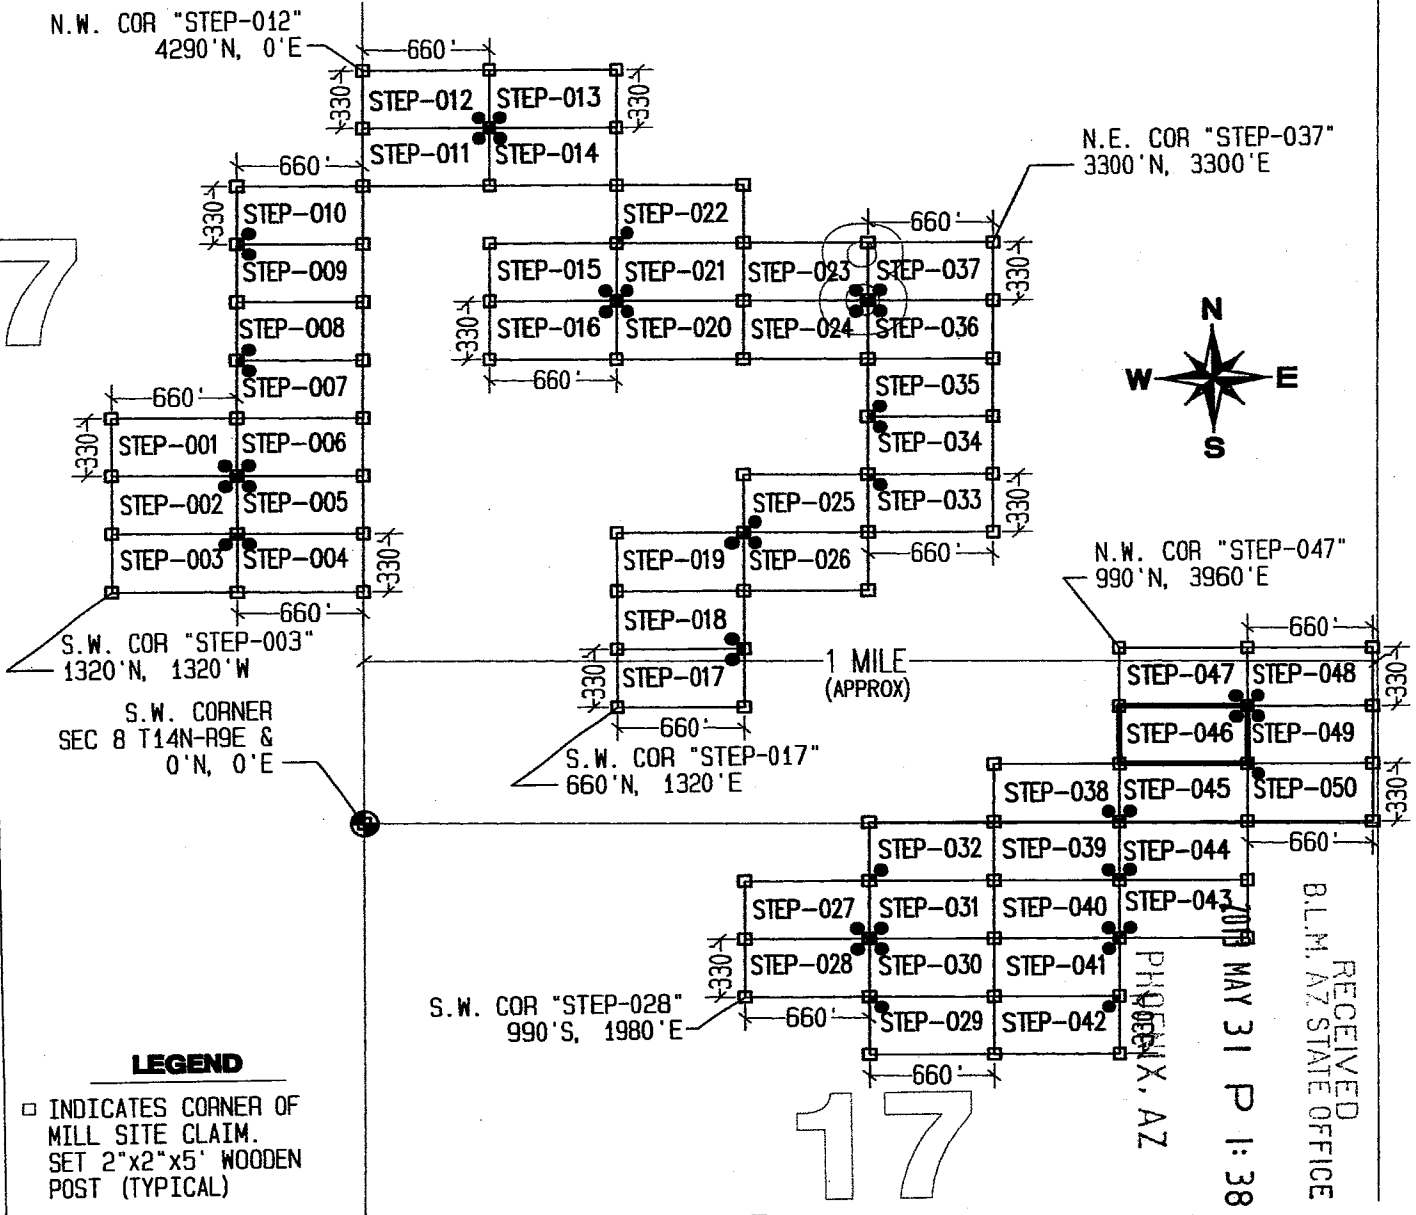 N.W. COR "STEP-012"
4290'N, 0'E
660'
330
330
STEP-012 STEP-013
STEP-011 STEP-014
N.E. COR "STEP-037"
3300'N, 3300'E
660'
330
STEP-010
STEP-009
STEP-008
STEP-007
STEP-022
STEP-015 STEP-021 STEP-023 STEP-037
STEP-016 STEP-020 STEP-024 STEP-036
660'
330
8
330
660'
7
660'
330
STEP-001 STEP-006
STEP-002 STEP-005
STEP-003 STEP-004
330
660'
STEP-035
STEP-034
STEP-025 STEP-033
330
660'
STEP-019 STEP-026
STEP-018
STEP-017
330
660'
N
W E
S
S.W. COR "STEP-003"
1320'N, 1320'W
S.W. CORNER
SEC 8 T14N-R9E &
0'N, 0'E
1 MILE
(APPROX)
S.W. COR "STEP-017"
660'N, 1320'E
N.W. COR "STEP-047"
990'N, 3960'E
660'
STEP-047 STEP-048
330
STEP-046 STEP-049
STEP-038 STEP-045 STEP-050
330
660'
STEP-032 STEP-039 STEP-044
STEP-027 STEP-031 STEP-040 STEP-043
STEP-028 STEP-030 STEP-041
330
660'
STEP-029 STEP-042
330
660'
S.W. COR "STEP-028"
990'S, 1980'E
17
RECEIVED
B.L.M. AZ STATE OFFICE
2013 MAY 31 P 1:38
PHOENIX, AZ
LEGEND
□ INDICATES CORNER OF
MILL SITE CLAIM.
SET 2"x2"x5' WOODEN
POST (TYPICAL)